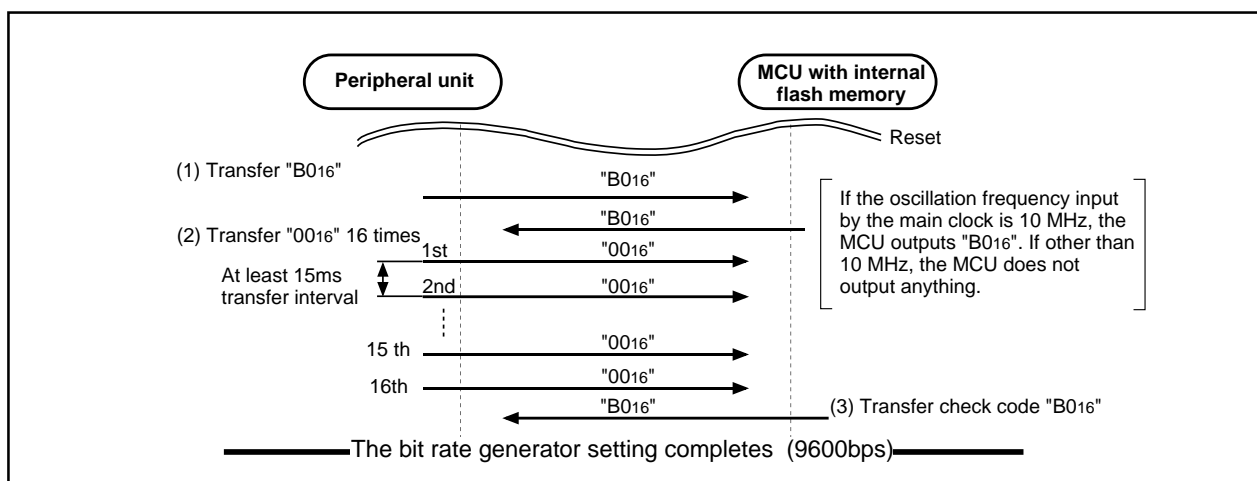 Peripheral unit
MCU with internal
flash memory
Reset
(1) Transfer "B016"
"B016"
"B016"
If the oscillation frequency input
by the main clock is 10 MHz, the
MCU outputs "B016". If other than
10 MHz, the MCU does not
output anything.
(2) Transfer "0016" 16 times
1st
"0016"
At least 15ms
transfer interval
2nd
"0016"
15 th
"0016"
16th
"0016"
"B016"
(3) Transfer check code "B016"
The bit rate generator setting completes (9600bps)